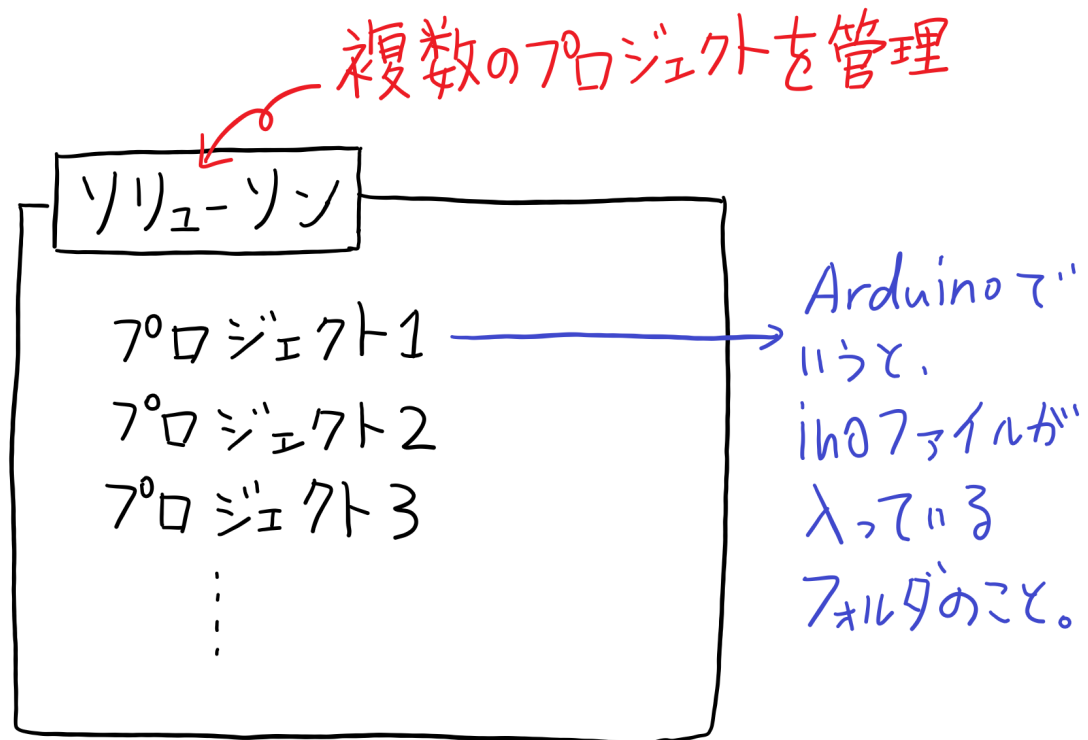 複数のプロジェクトを管理
ソリューソン
プロジェクト1
プロジェクト2
プロジェクト3
Arduinoで
いうと、
inoファイルが
入っている
フォルダのこと。